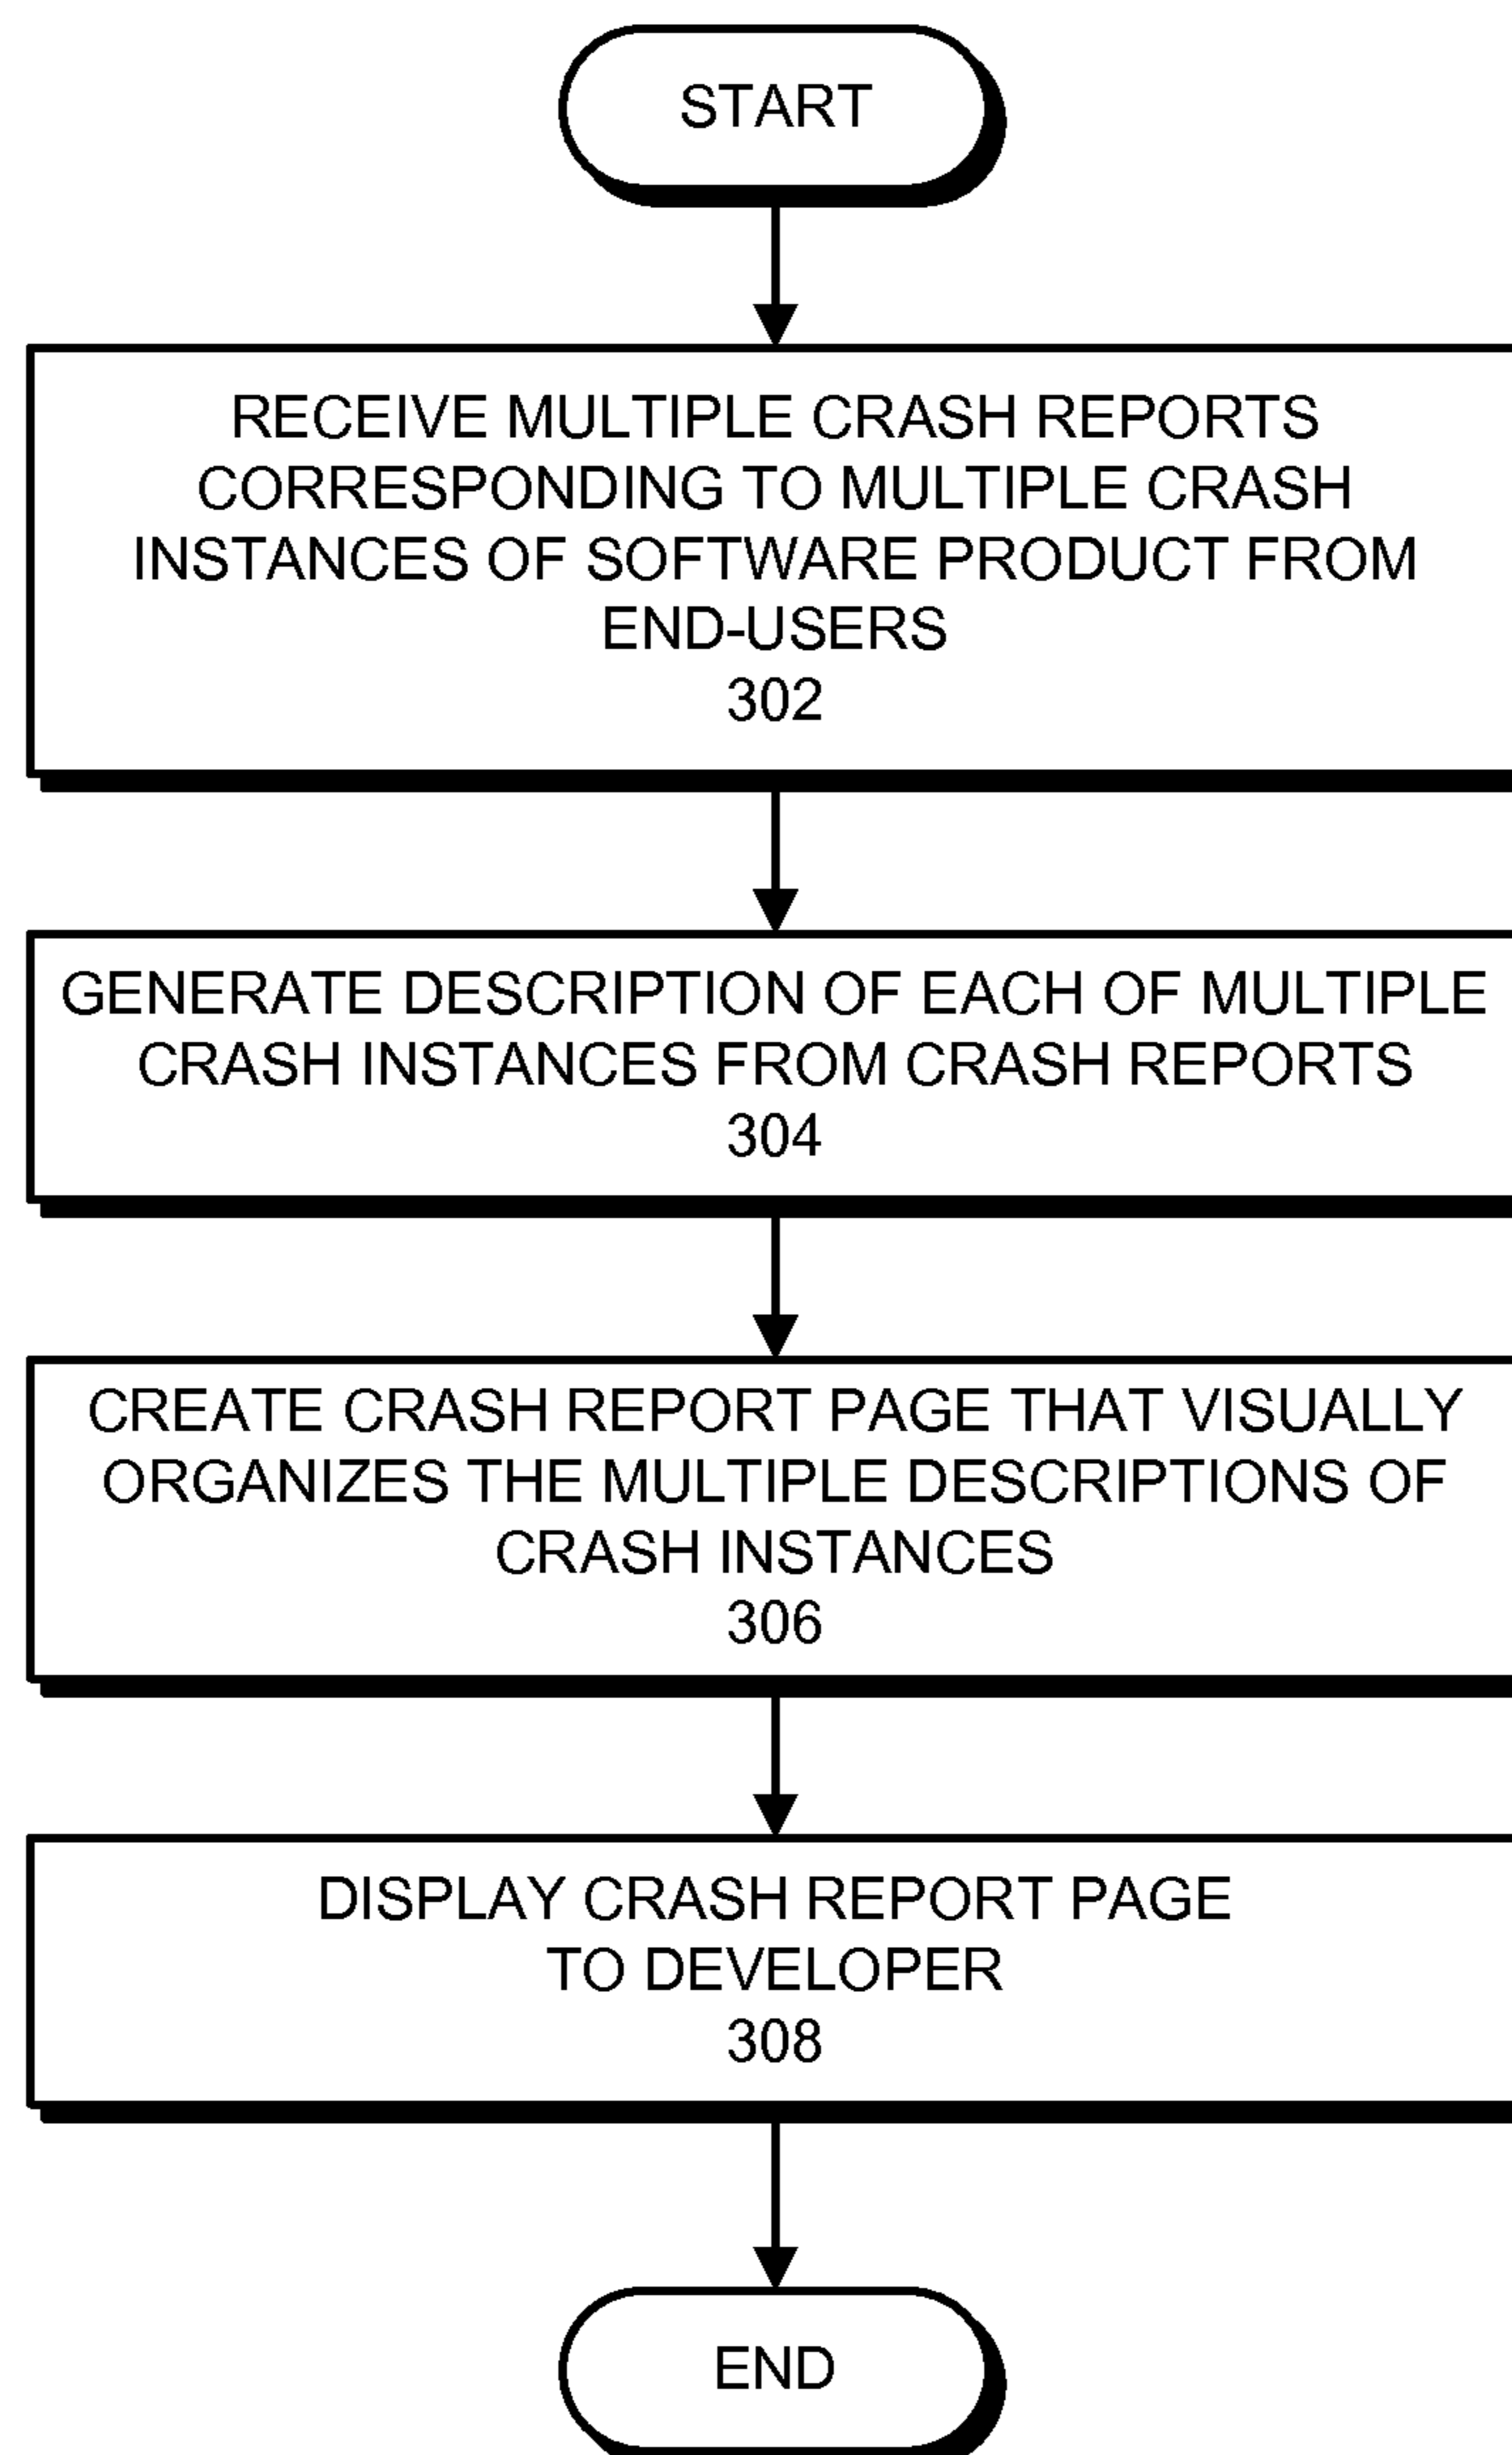 START
RECEIVE MULTIPLE CRASH REPORTS
CORRESPONDING TO MULTIPLE CRASH
INSTANCES OF SOFTWARE PRODUCT FROM
END-USERS
302
GENERATE DESCRIPTION OF EACH OF MULTIPLE
CRASH INSTANCES FROM CRASH REPORTS
304
CREATE CRASH REPORT PAGE THAT VISUALLY
ORGANIZES THE MULTIPLE DESCRIPTIONS OF
CRASH INSTANCES
306
DISPLAY CRASH REPORT PAGE
TO DEVELOPER
308
END